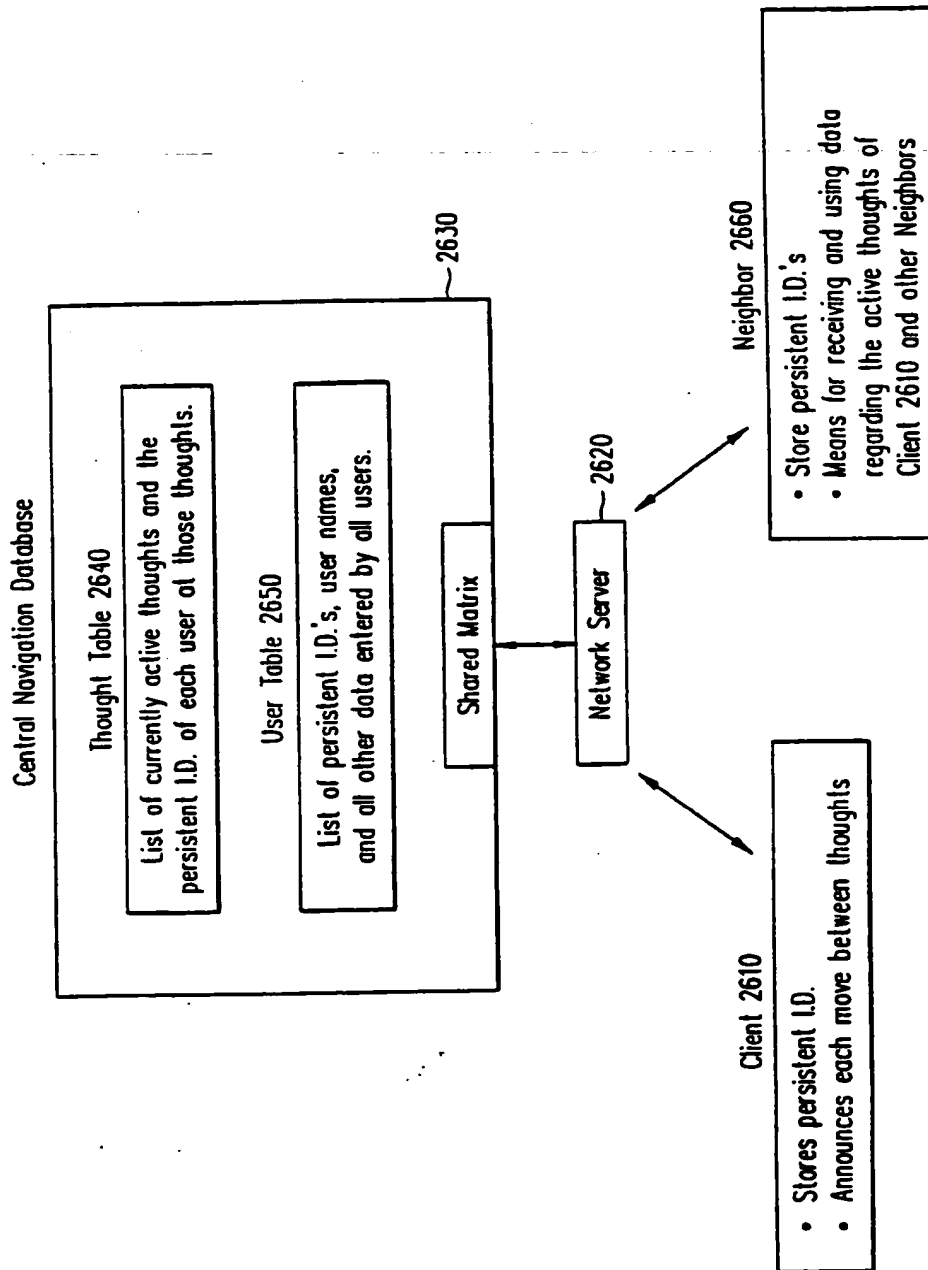 Central Navigation Database
Thought Table 2640
List of currently active thoughts and the
persistent I.D. of each user at those thoughts.
User Table 2650
List of persistent I.D.'s, user names,
and all other data entered by all users.
Shared Matrix
2630
Network Server
2620
Client 2610
• Stores persistent I.D.
• Announces each move between thoughts
Neighbor 2660
• Store persistent I.D.'s
• Means for receiving and using data
regarding the active thoughts of
Client 2610 and other Neighbors